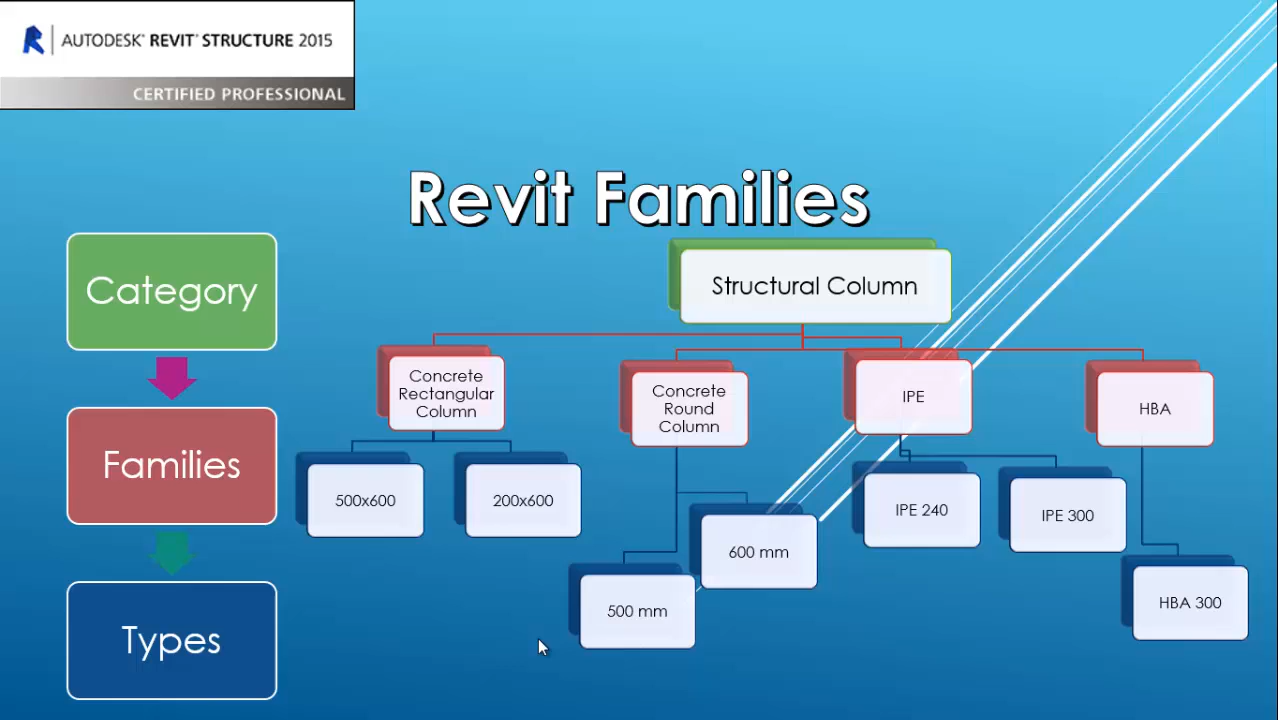 AUTODESK® REVIT® STRUCTURE 2015
CERTIFIED PROFESSIONAL
Revit Families
Category
Families
Types
Structural Column
Concrete
Rectangular
Column
Concrete
Round
Column
IPE
HBA
500x600
200x600
500 mm
600 mm
IPE 240
IPE 300
HBA 300